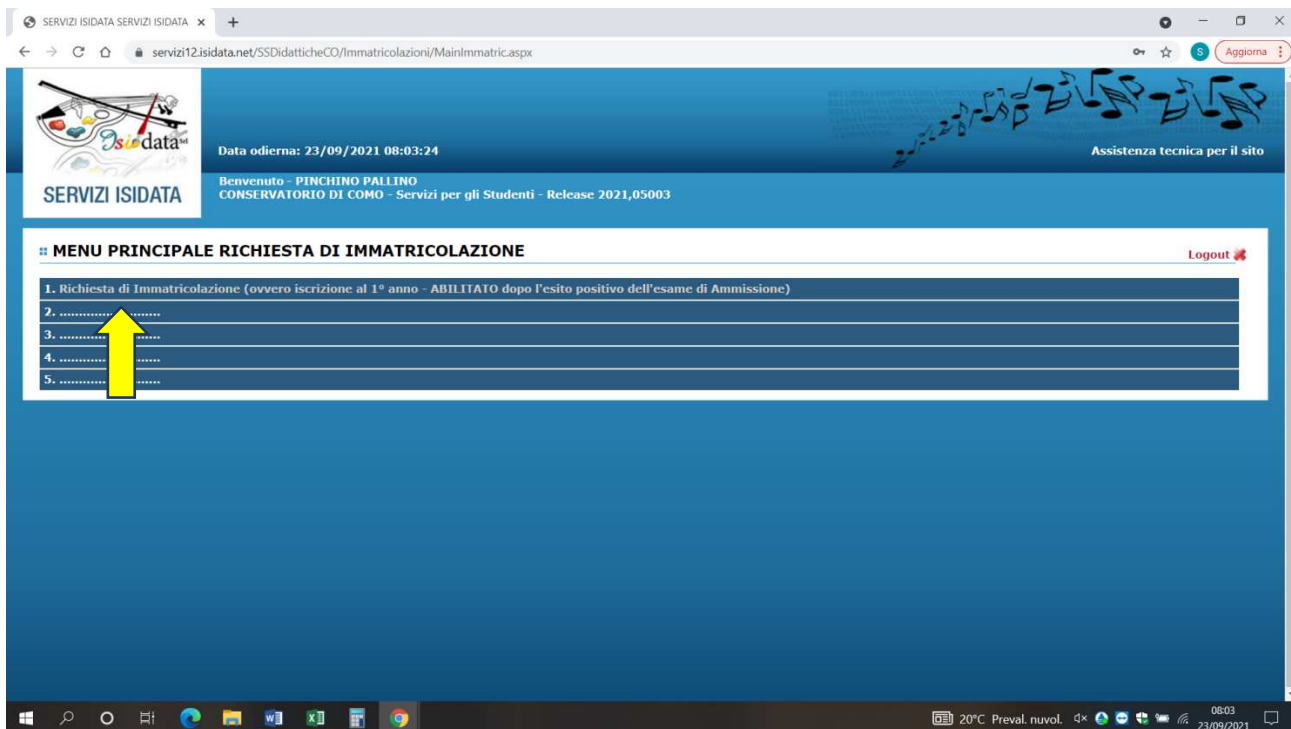 SERVIZI ISIDATA SERVIZI ISIDATA
servizi12.isidata.net/SSDidatticheCO/Immatricolazioni/MainImmatric.aspx
S
Aggiorna
Isidata srl
SERVIZI ISIDATA
Data odierna: 23/09/2021 08:03:24
Assistenza tecnica per il sito
Benvenuto - PINCHINO PALLINO
CONSERVATORIO DI COMO - Servizi per gli Studenti - Release 2021,05003
MENU PRINCIPALE RICHIESTA DI IMMATRICOLAZIONE
Logout
1. Richiesta di Immatricolazione (ovvero iscrizione al 1º anno - ABILITATO dopo l'esito positivo dell'esame di Ammissione)
2. .........................
3. .........................
4. .........................
5. .........................
20°C Preval. nuvol.
08:03
23/09/2021